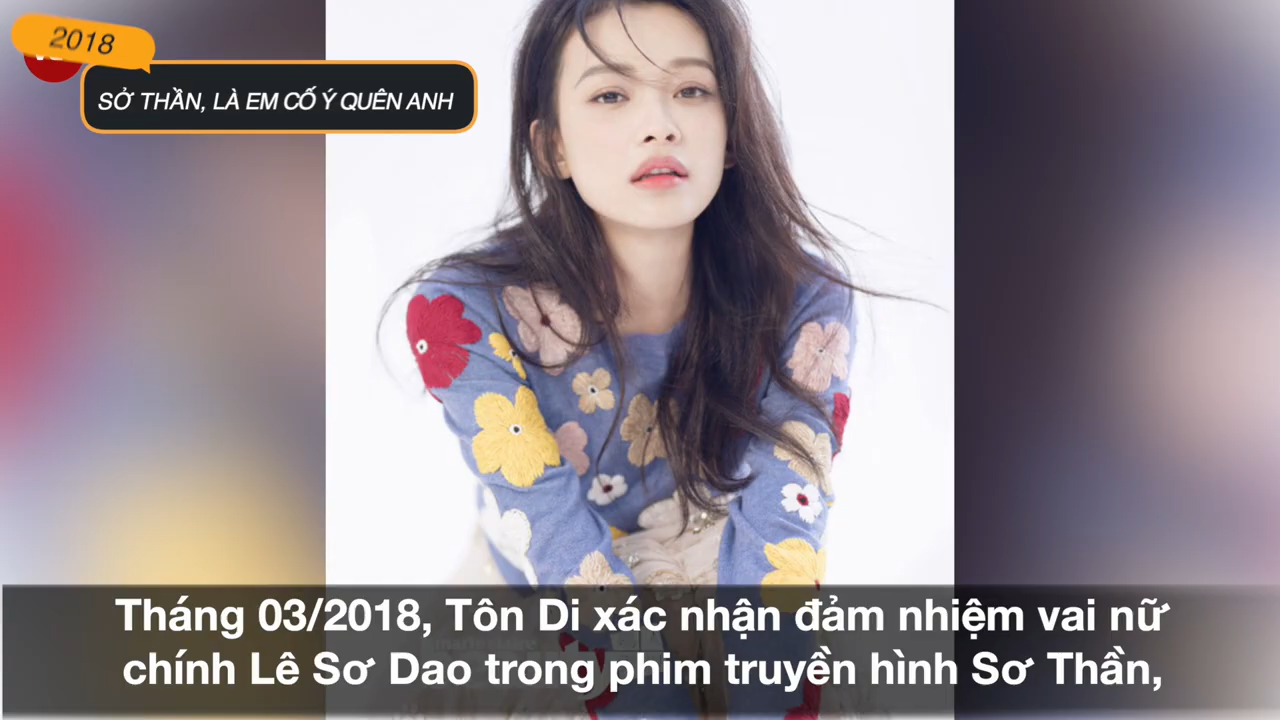 2018
SỞ THẦN, LÀ EM CỐ Ý QUÊN ANH
Tháng 03/2018, Tôn Di xác nhận đảm nhiệm vai nữ
chính Lê Sơ Dao trong phim truyền hình Sơ Thần,